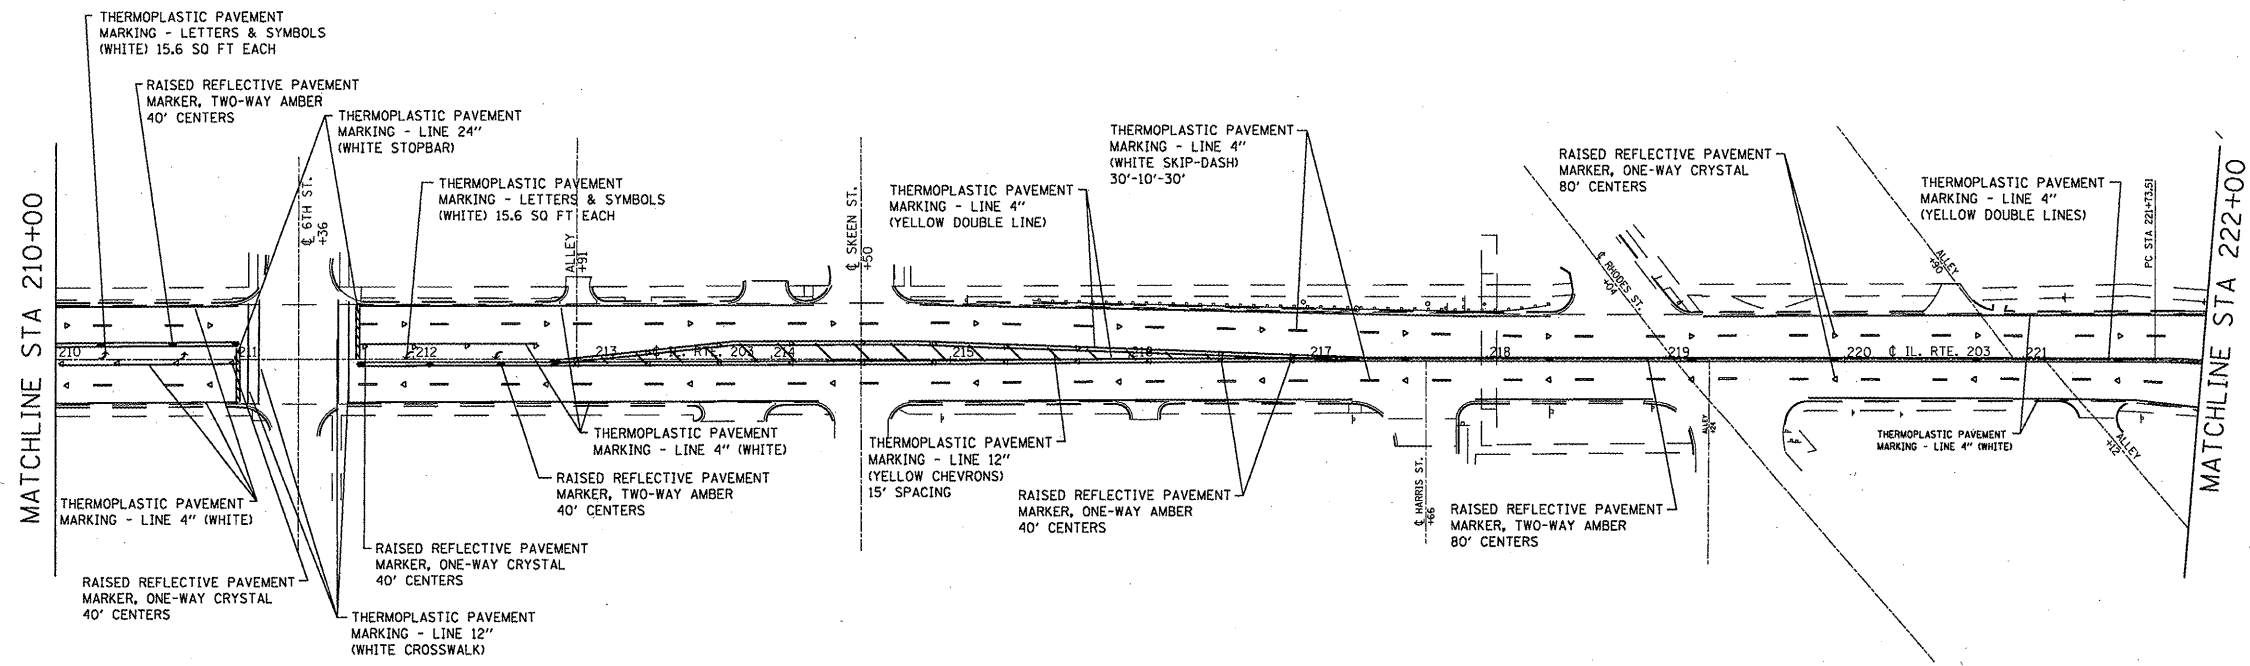 THERMOPLASTIC PAVEMENT
MARKING - LETTERS & SYMBOLS
(WHITE) 15.6 SQ FT EACH
RAISED REFLECTIVE PAVEMENT
MARKER, TWO-WAY AMBER
40' CENTERS
THERMOPLASTIC PAVEMENT
MARKING - LINE 24"
(WHITE STOPBAR)
THERMOPLASTIC PAVEMENT
MARKING - LETTERS & SYMBOLS
(WHITE) 15.6 SQ FT EACH
THERMOPLASTIC PAVEMENT
MARKING - LINE 4"
(YELLOW DOUBLE LINE)
THERMOPLASTIC PAVEMENT
MARKING - LINE 4"
(WHITE SKIP-DASH)
30'-10'-30'
RAISED REFLECTIVE PAVEMENT
MARKER, ONE-WAY CRYSTAL
80' CENTERS
THERMOPLASTIC PAVEMENT
MARKING - LINE 4"
(YELLOW DOUBLE LINES)
MATCHLINE STA 210+00
℄ 6TH ST.
+36
ALLEY
+91
℄ SKEEN ST.
+50
℄ RHODES ST.
+04
ALLEY
+90
PC STA 221+73.51
MATCHLINE STA 222+00
210
211
212
213
℄ IL. RTE. 203
214
215
216
217
218
219
220
℄ IL. RTE. 203
221
THERMOPLASTIC PAVEMENT
MARKING - LINE 4" (WHITE)
RAISED REFLECTIVE PAVEMENT
MARKER, ONE-WAY CRYSTAL
40' CENTERS
RAISED REFLECTIVE PAVEMENT
MARKER, ONE-WAY CRYSTAL
40' CENTERS
THERMOPLASTIC PAVEMENT
MARKING - LINE 12"
(WHITE CROSSWALK)
THERMOPLASTIC PAVEMENT
MARKING - LINE 4" (WHITE)
RAISED REFLECTIVE PAVEMENT
MARKER, TWO-WAY AMBER
40' CENTERS
THERMOPLASTIC PAVEMENT
MARKING - LINE 12"
(YELLOW CHEVRONS)
15' SPACING
RAISED REFLECTIVE PAVEMENT
MARKER, ONE-WAY AMBER
40' CENTERS
℄ HARRIS ST.
+66
RAISED REFLECTIVE PAVEMENT
MARKER, TWO-WAY AMBER
80' CENTERS
ALLEY
+24
THERMOPLASTIC PAVEMENT
MARKING - LINE 4" (WHITE)
ALLEY
+12